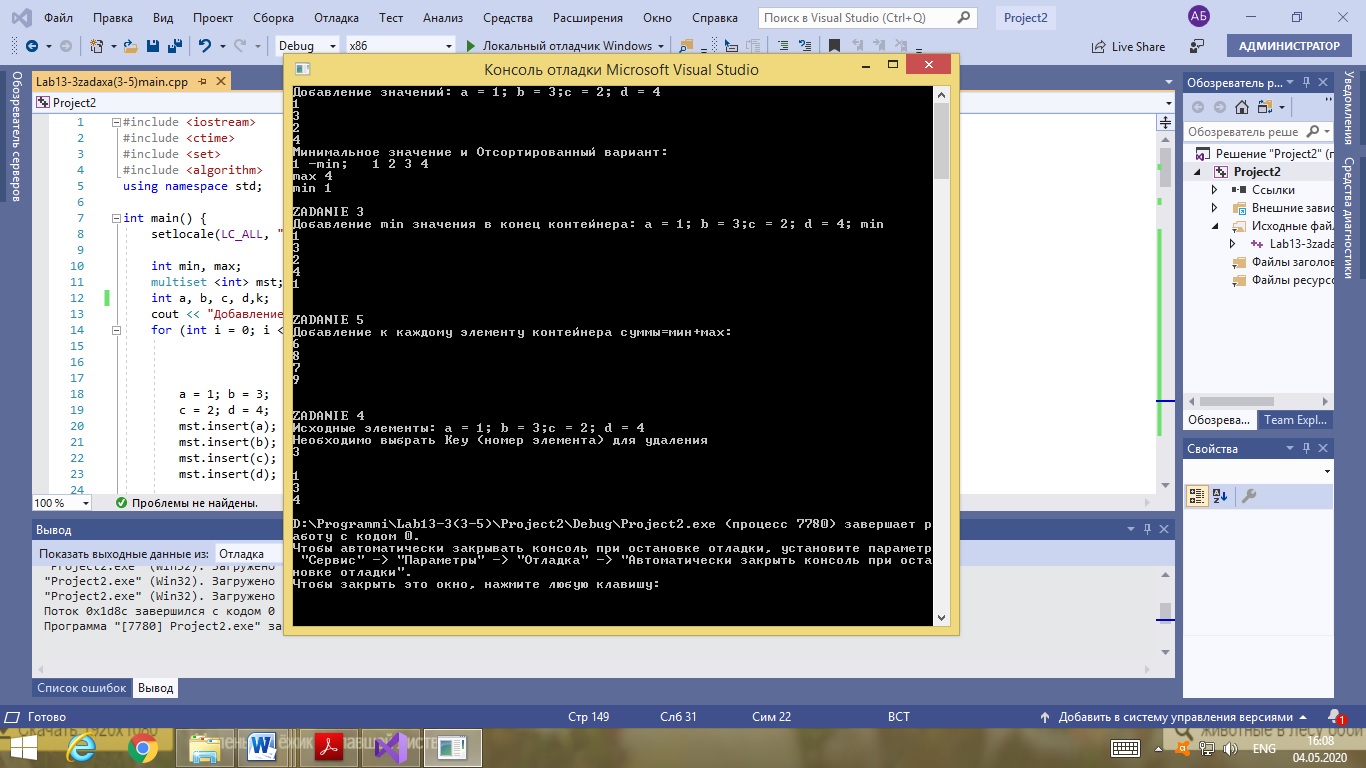 Файл Правка Вид Проект Сборка Отладка Тест Анализ Средства Расширения Окно Справка Поиск в Visual Studio (Ctrl+Q) Project2 АБ
Debug x86 Локальный отладчик Windows Live Share АДМИНИСТРАТОР
Обозреватель серверов
Lab13-3zadaxa(3-5)main.cpp
Project2
1 #include <iostream>
2 #include <ctime>
3 #include <set>
4 #include <algorithm>
5 using namespace std;
6
7 int main() {
8 setlocale(LC_ALL, "
9
10 int min, max;
11 multiset <int> mst;
12 int a, b, c, d,k;
13 cout << "Добавление
14 for (int i = 0; i <
15
16
17
18 a = 1; b = 3;
19 c = 2; d = 4;
20 mst.insert(a);
21 mst.insert(b);
22 mst.insert(c);
23 mst.insert(d);
24
100 % Проблемы не найдены.
Консоль отладки Microsoft Visual Studio
Добавление значений: a = 1; b = 3;c = 2; d = 4
1
3
2
4
Минимальное значение и Отсортированный вариант:
1 -min; 1 2 3 4
max 4
min 1
ZADANIE 3
Добавление min значения в конец контейнера: a = 1; b = 3;c = 2; d = 4; min
1
3
2
4
1
ZADANIE 5
Добавление к каждому элементу контейнера суммы=мин+мах:
6
8
7
9
ZADANIE 4
Исходные элементы: a = 1; b = 3;c = 2; d = 4
Необходимо выбрать Key (номер элемента) для удаления
3
1
3
4
D:\Programmi\Lab13-3(3-5)\Project2\Debug\Project2.exe (процесс 7780) завершает р
аботу с кодом 0.
Чтобы автоматически закрывать консоль при остановке отладки, установите параметр
"Сервис" -> "Параметры" -> "Отладка" -> "Автоматически закрыть консоль при оста
новке отладки".
Чтобы закрыть это окно, нажмите любую клавишу:
Обозреватель р...
Обозреватель реше
Решение "Project2" (п
Project2
Ссылки
Внешние завис
Исходные файл
Lab13-3zada
Файлы заголов
Файлы ресурсо
Обозрева... Team Expl...
Свойства
Уведомления
Средства диагностики
Вывод
Показать выходные данные из: Отладка
"Project2.exe" (Win32). Загружено
"Project2.exe" (Win32). Загружено
"Project2.exe" (Win32). Загружено
Поток 0x1d8c завершился с кодом 0
Программа "[7780] Project2.exe" за
Список ошибок Вывод
Готово Стр 149 Слб 31 Сим 22 ВСТ Добавить в систему управления версиями 1
Скачать 1920x1080
животные в лесу
ENG
16:08
04.05.2020